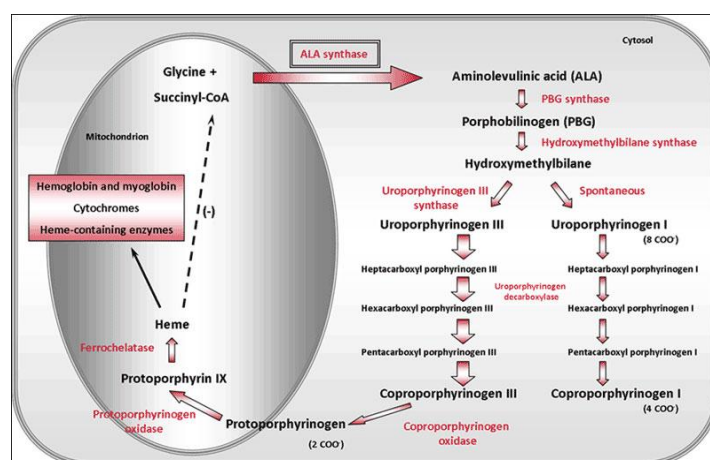 Cytosol
ALA synthase
Glycine +
Succinyl-CoA
Aminolevulinic acid (ALA)
PBG synthase
Porphobilinogen (PBG)
Mitochondrion
Hydroxymethylbilane synthase
Hydroxymethylbilane
Hemoglobin and myoglobin
Cytochromes
Heme-containing enzymes
(-)
Uroporphyrinogen III
synthase
Spontaneous
Uroporphyrinogen III
Uroporphyrinogen I
(8 COO⁻)
Heptacarboxyl porphyrinogen III
Heptacarboxyl porphyrinogen I
Uroporphyrinogen
decarboxylase
Hexacarboxyl porphyrinogen III
Hexacarboxyl porphyrinogen I
Heme
Ferrochelatase
Pentacarboxyl porphyrinogen III
Pentacarboxyl porphyrinogen I
Protoporphyrin IX
Coproporphyrinogen III
Coproporphyrinogen I
(4 COO⁻)
Protoporphyrinogen
oxidase
Protoporphyrinogen
(2 COO⁻)
Coproporphyrinogen
oxidase